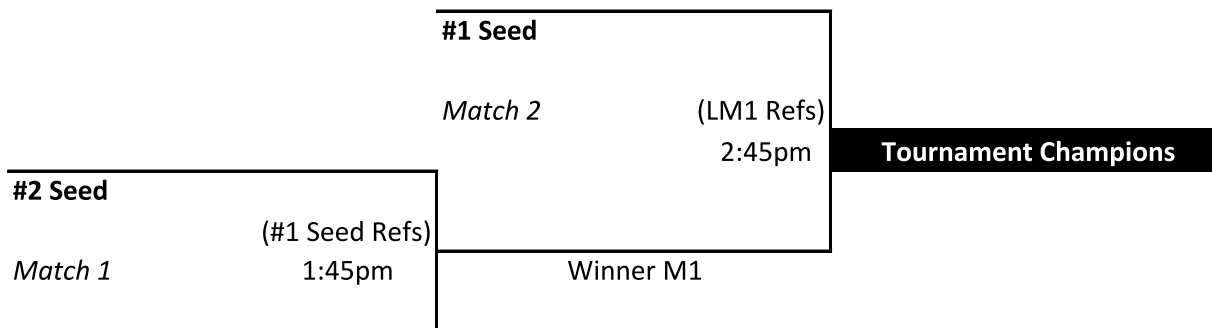 #1 Seed
Match 2 (LM1 Refs)
2:45pm Tournament Champions
#2 Seed
(#1 Seed Refs)
Match 1 1:45pm Winner M1